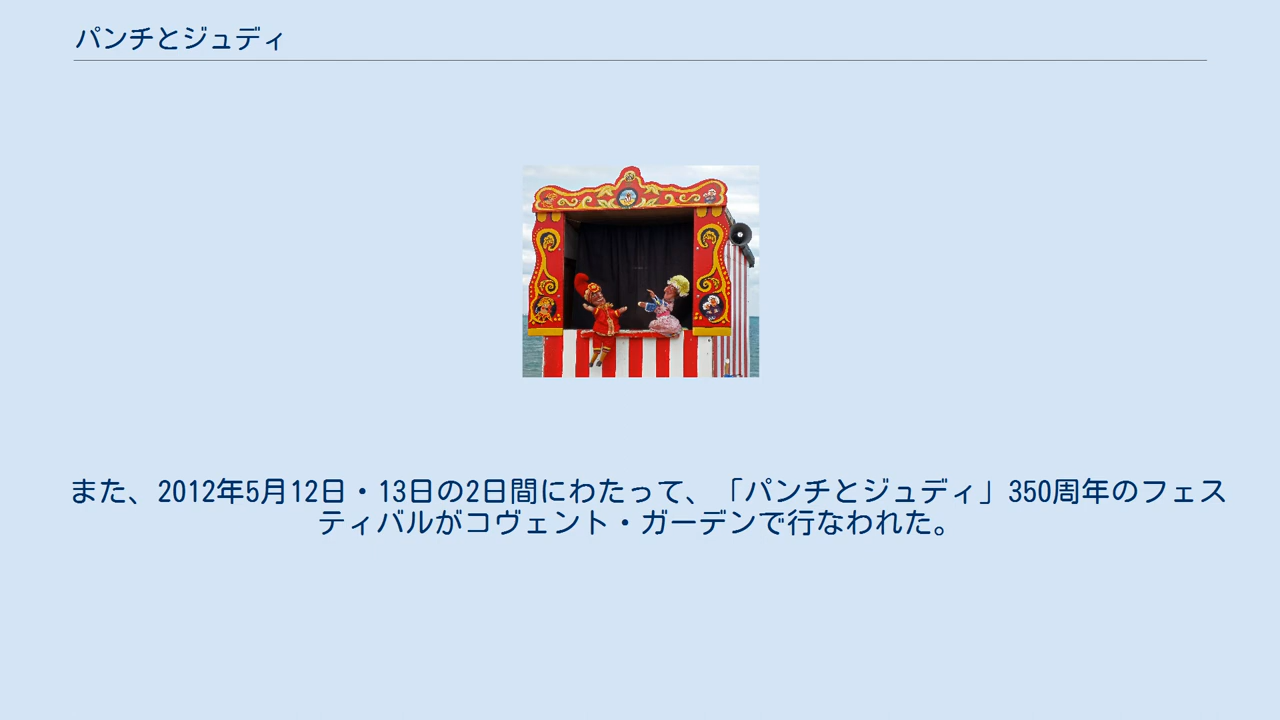 パンチとジュディ
また、2012年5月12日・13日の2日間にわたって、「パンチとジュディ」350周年のフェス
ティバルがコヴェント・ガーデンで行なわれた。